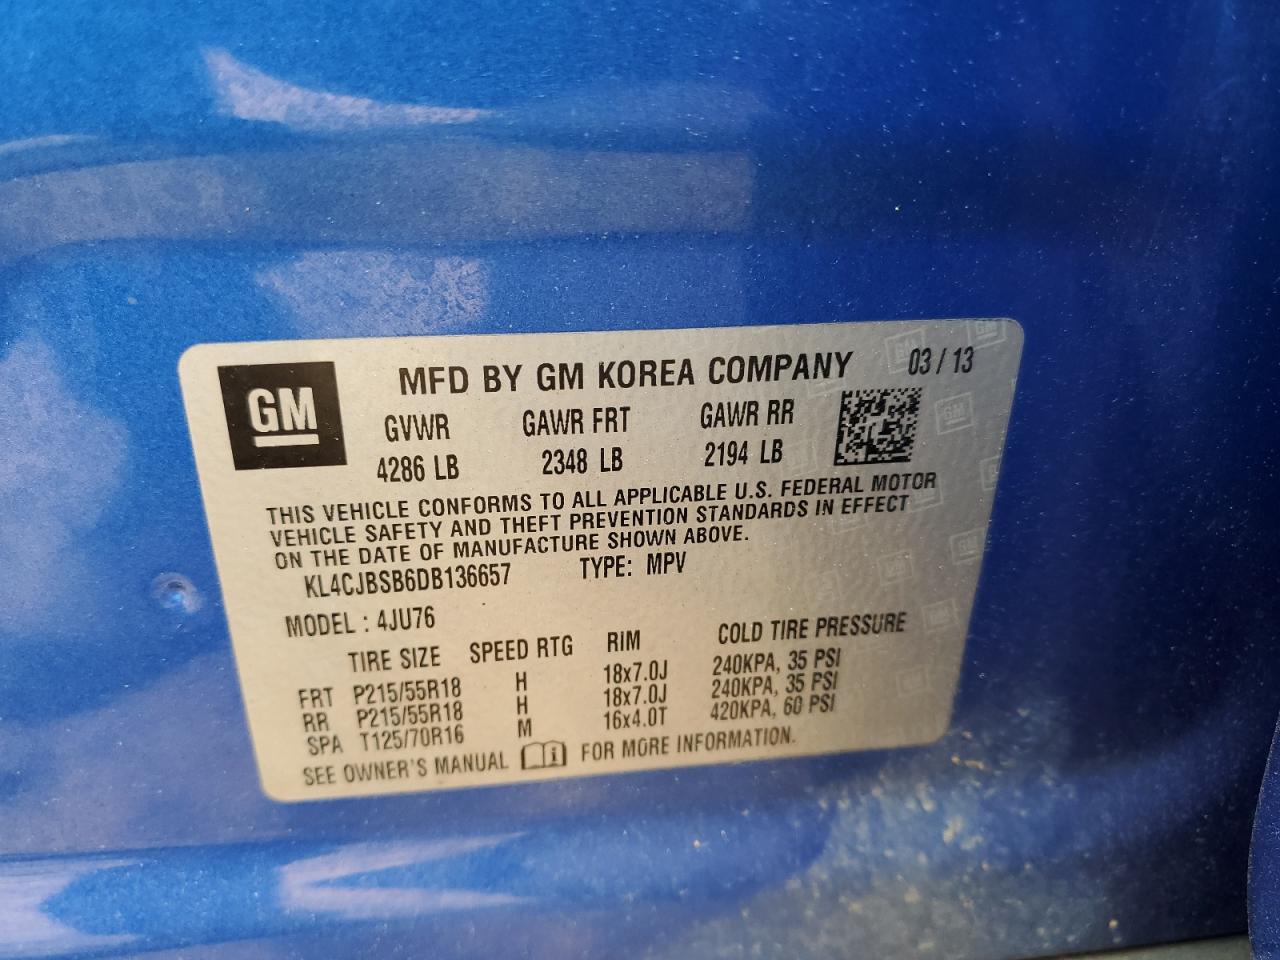 GM
MFD BY GM KOREA COMPANY 03 / 13
GVWR GAWR FRT GAWR RR
4286 LB 2348 LB 2194 LB
THIS VEHICLE CONFORMS TO ALL APPLICABLE U.S. FEDERAL MOTOR
VEHICLE SAFETY AND THEFT PREVENTION STANDARDS IN EFFECT
ON THE DATE OF MANUFACTURE SHOWN ABOVE.
KL4CJBSB6DB136657 TYPE: MPV
MODEL : 4JU76
TIRE SIZE SPEED RTG RIM COLD TIRE PRESSURE
FRT P215/55R18 H 18x7.0J 240KPA, 35 PSI
RR P215/55R18 H 18x7.0J 240KPA, 35 PSI
SPA T125/70R16 M 16x4.0T 420KPA, 60 PSI
SEE OWNER'S MANUAL FOR MORE INFORMATION.